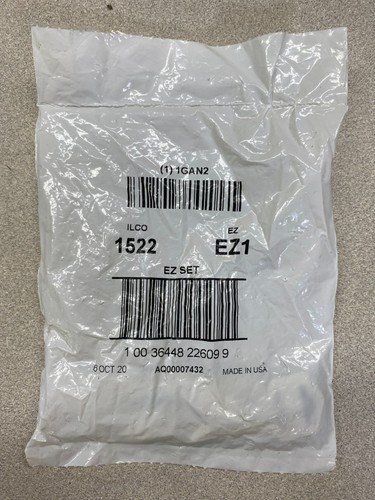 (1) 1GAN2
ILCO EZ
1522 EZ1
EZ SET
1 00 36448 22609 9
6 OCT 20 AQ00007432 MADE IN USA